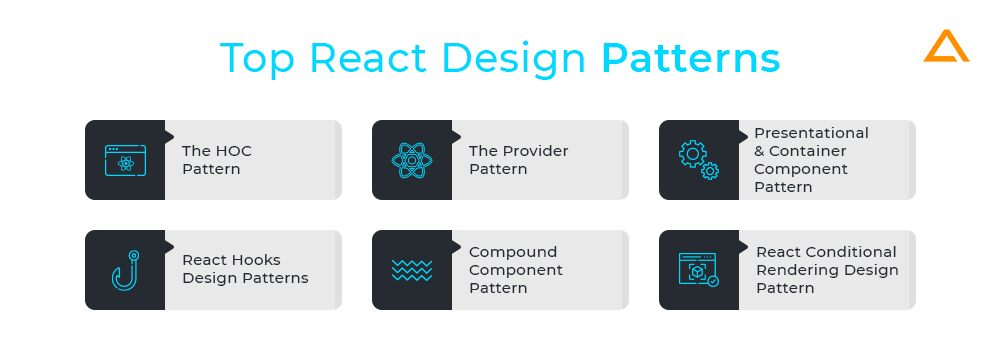 Top React Design Patterns
The HOC
Pattern
The Provider
Pattern
Presentational
& Container
Component
Pattern
React Hooks
Design Patterns
Compound
Component
Pattern
React Conditional
Rendering Design
Pattern